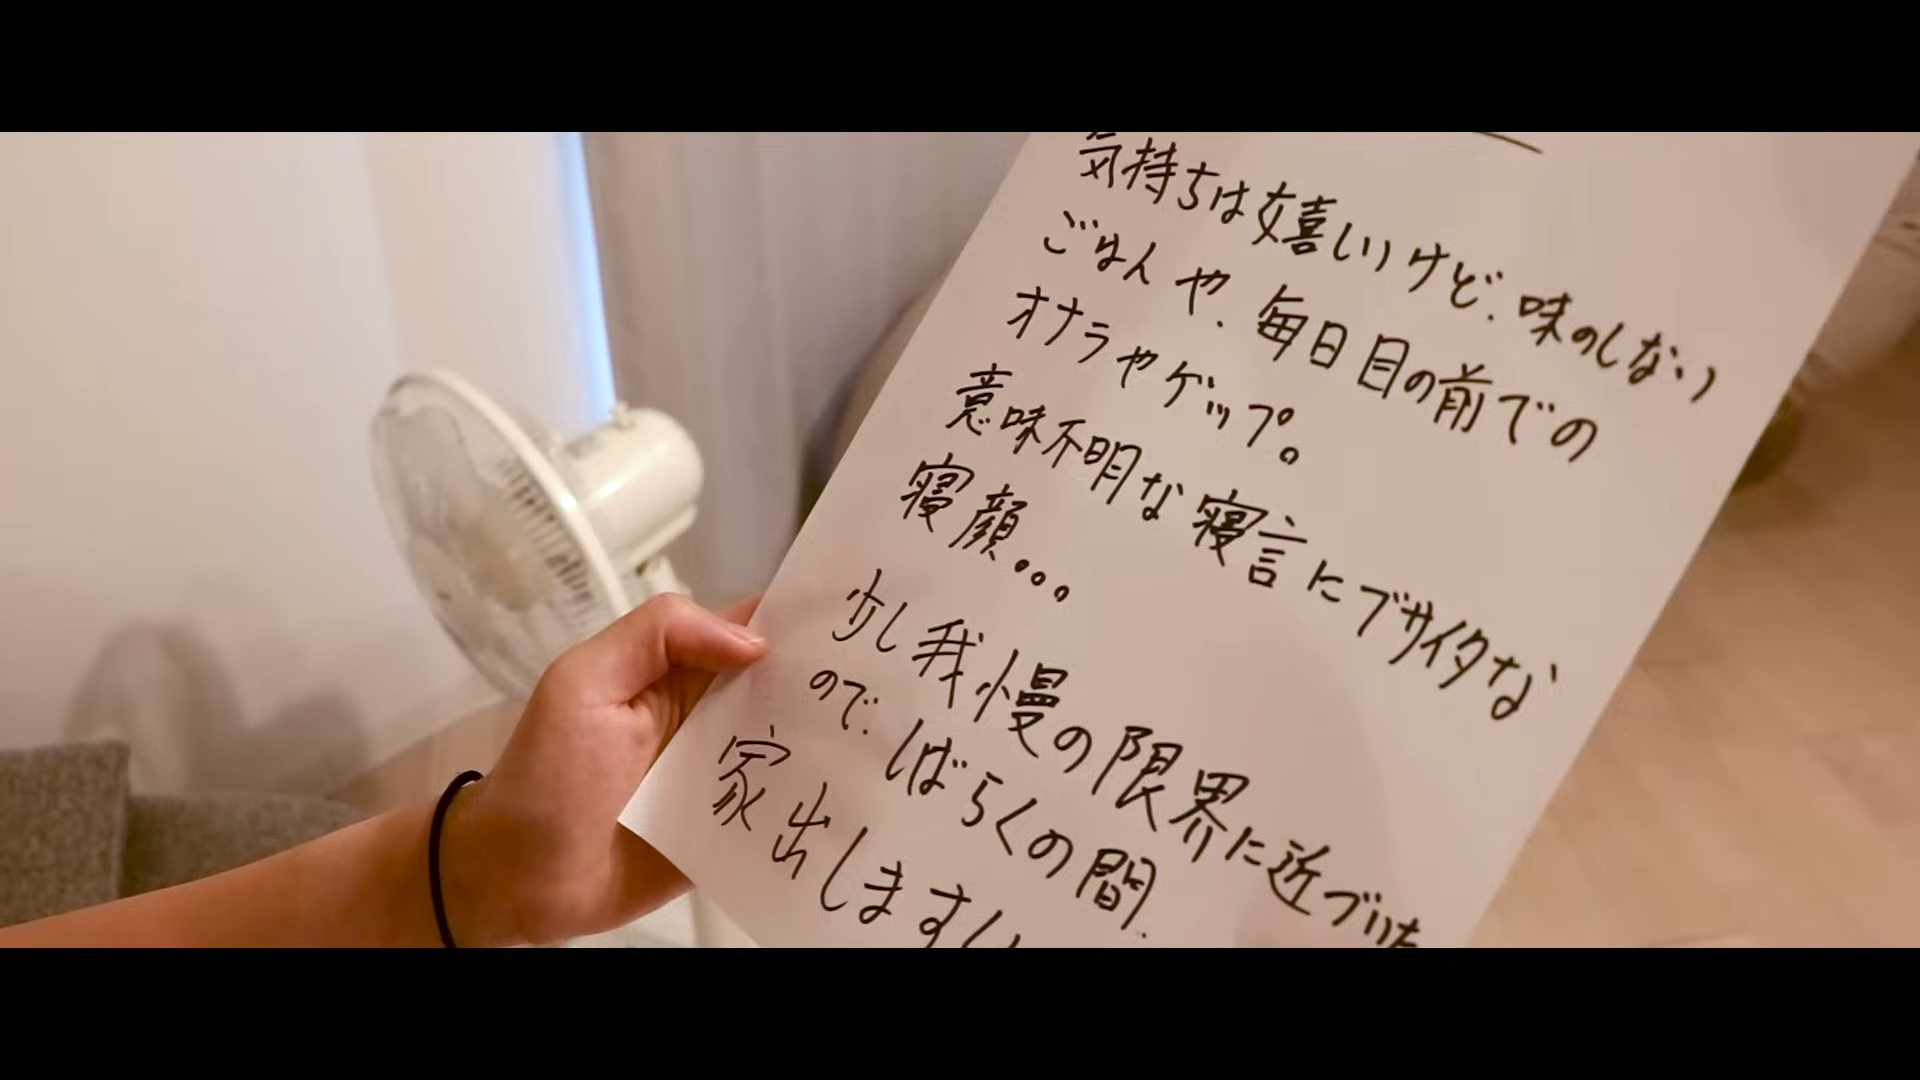 気持ちは嬉しいけど、味のしない
ごはんや、毎日目の前での
オナラやゲップ。
意味不明な寝言にブサイクな
寝顔。。。
少し我慢の限界に近づいた
ので、しばらくの間、
家出します